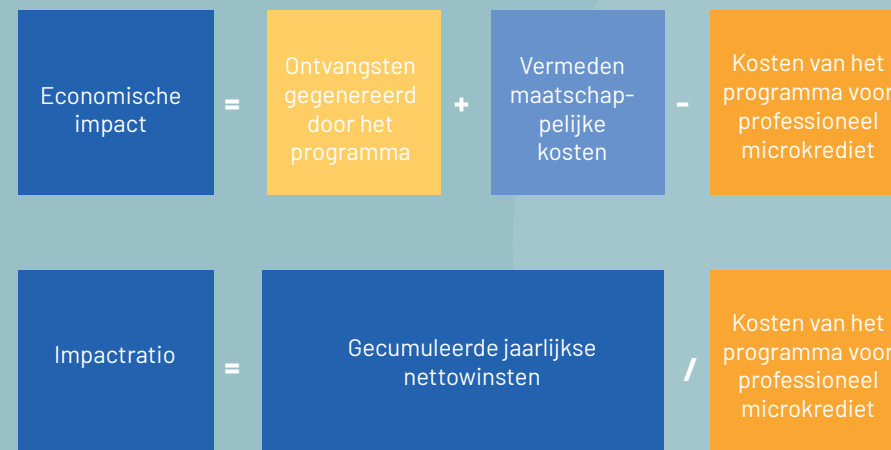 Economische
impact
=
Ontvangsten
gegenereerd
door het
programma
+
Vermeden
maatschap-
pelijke
kosten
-
Kosten van het
programma voor
professioneel
microkrediet
Impactratio
=
Gecumuleerde jaarlijkse
nettowinsten
/
Kosten van het
programma voor
professioneel
microkrediet